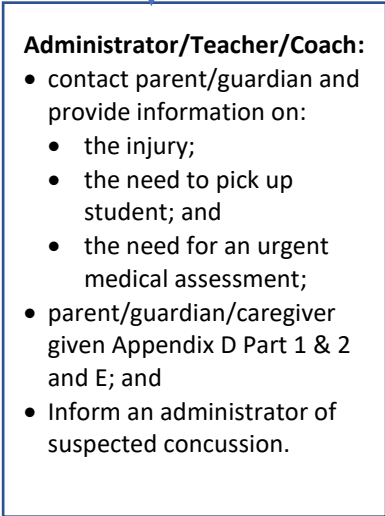 Administrator/Teacher/Coach:
• contact parent/guardian and
provide information on:
• the injury;
• the need to pick up
student; and
• the need for an urgent
medical assessment;
• parent/guardian/caregiver
given Appendix D Part 1 & 2
and E; and
• Inform an administrator of
suspected concussion.